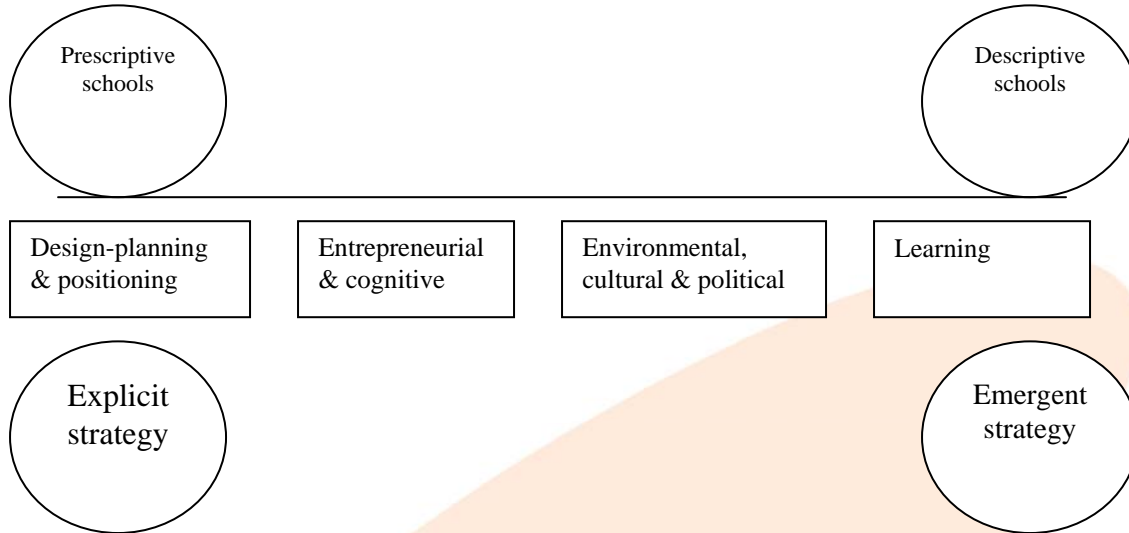 Prescriptive
schools
Descriptive
schools
Design-planning
& positioning
Entrepreneurial
& cognitive
Environmental,
cultural & political
Learning
Explicit
strategy
Emergent
strategy